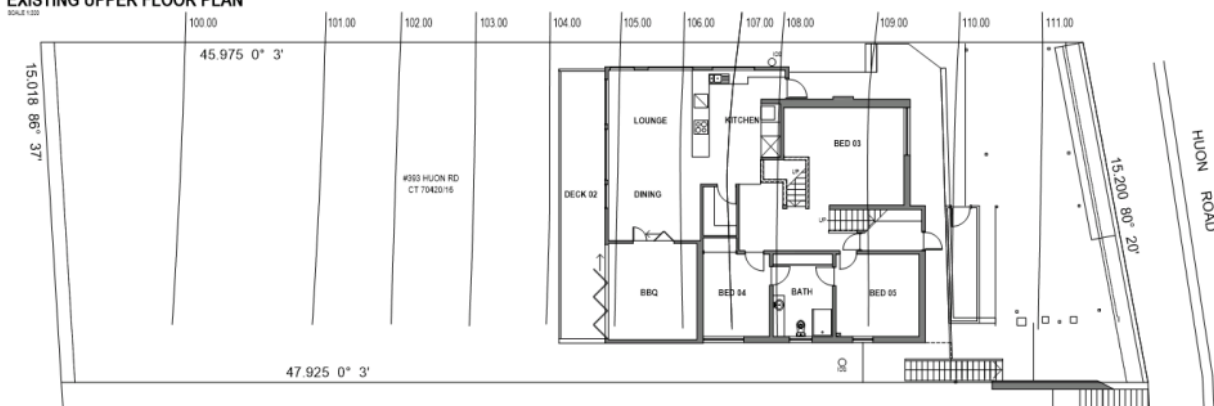 EXISTING UPPER FLOOR PLAN
SCALE 1:200
100.00 101.00 102.00 103.00 104.00 105.00 106.00 107.00 108.00 109.00 110.00 111.00
45.975 0° 3'
15.018 86° 37'
LOUNGE
KITCHEN
BED 03
#393 HUON RD
CT 70420/16
DECK 02
DINING
UP
UP
BBQ
BED 04
BATH
BED 05
15.200 80° 20'
HUON ROAD
47.925 0° 3'